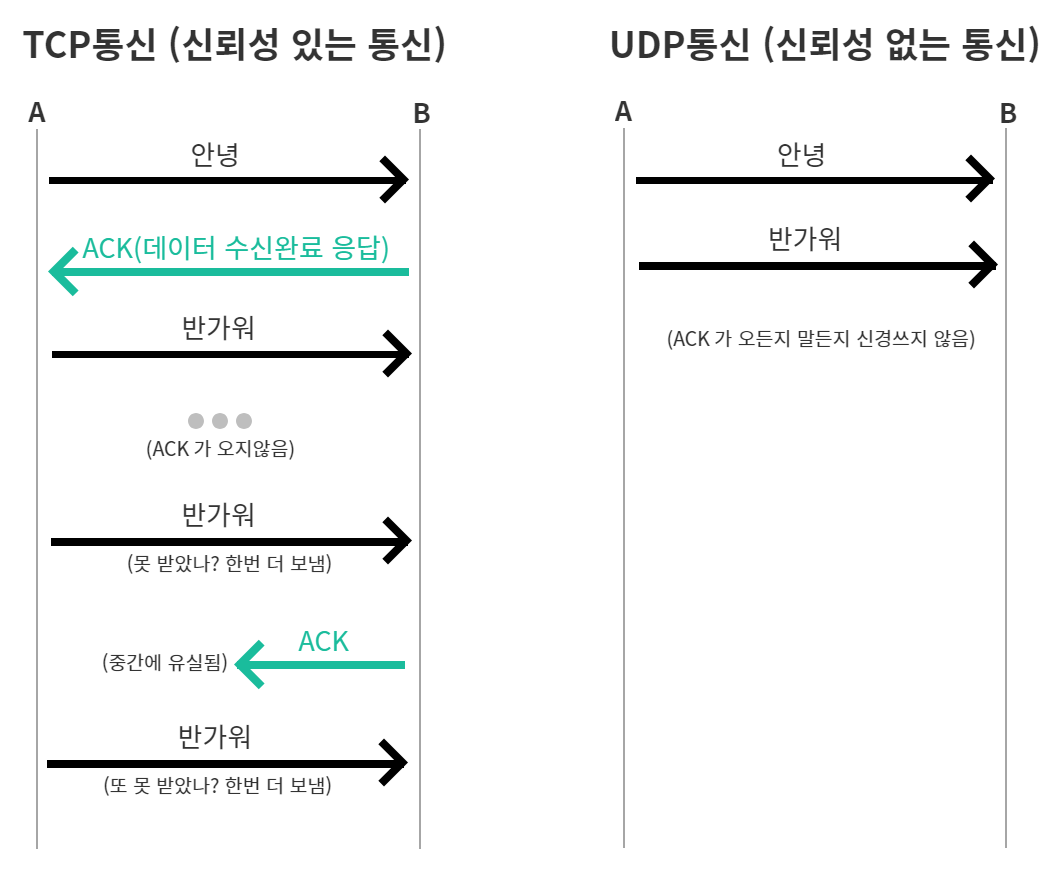 TCP통신 (신뢰성 있는 통신)
A
B
안녕
ACK(데이터 수신완료 응답)
반가워
(ACK 가 오지않음)
반가워
(못 받았나? 한번 더 보냄)
ACK
(중간에 유실됨)
반가워
(또 못 받았나? 한번 더 보냄)
UDP통신 (신뢰성 없는 통신)
A
B
안녕
반가워
(ACK 가 오든지 말든지 신경쓰지 않음)